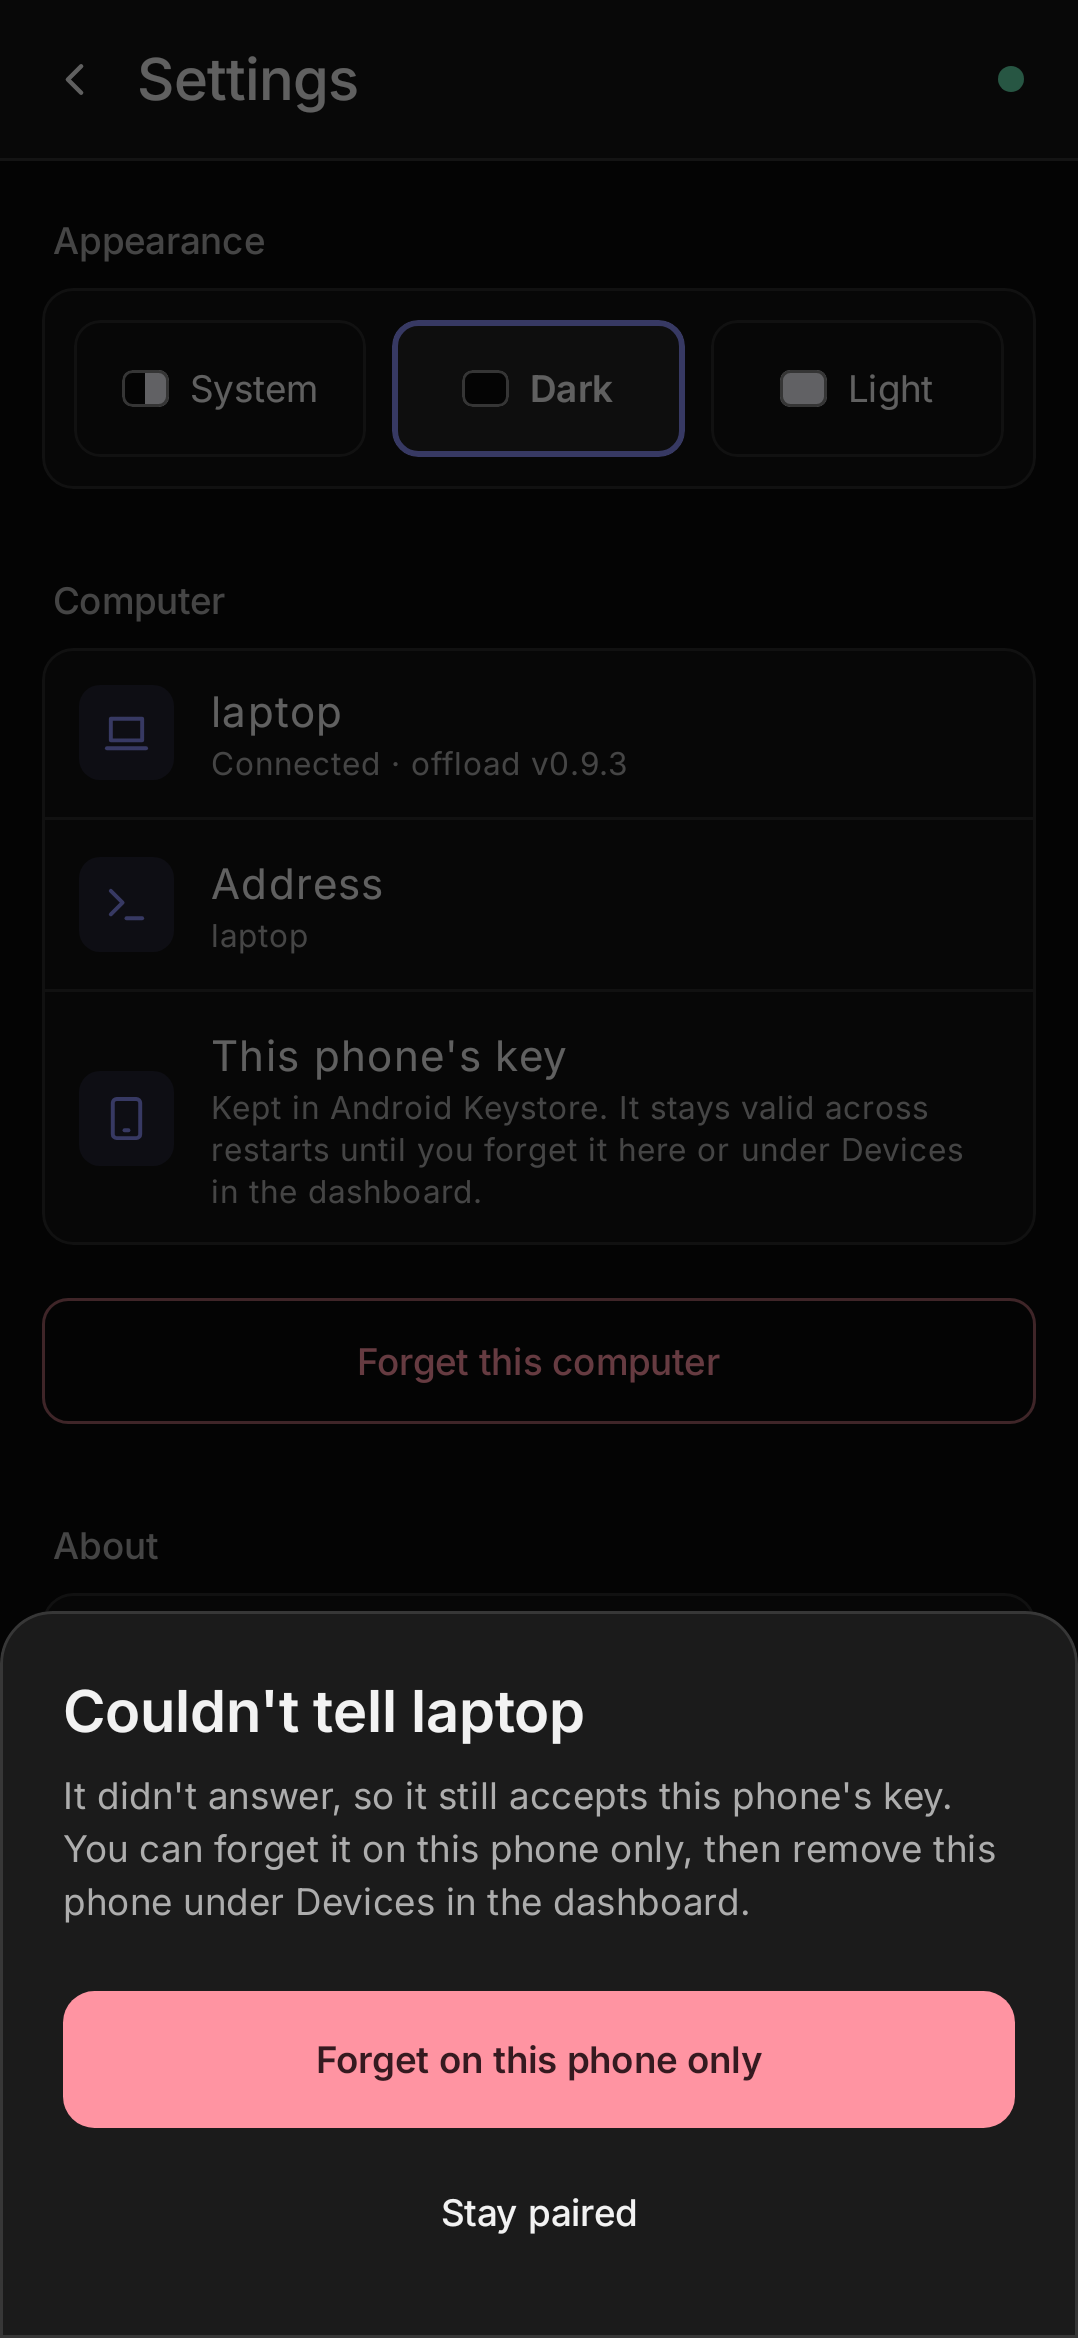 Settings
Appearance
System
Dark
Light
Computer
laptop
Connected · offload v0.9.3
Address
laptop
This phone's key
Kept in Android Keystore. It stays valid across
restarts until you forget it here or under Devices
in the dashboard.
Forget this computer
About
Couldn't tell laptop
It didn't answer, so it still accepts this phone's key.
You can forget it on this phone only, then remove this
phone under Devices in the dashboard.
Forget on this phone only
Stay paired